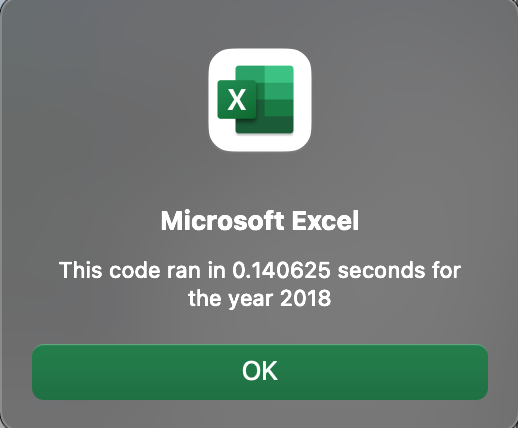 X
Microsoft Excel
This code ran in 0.140625 seconds for
the year 2018
OK